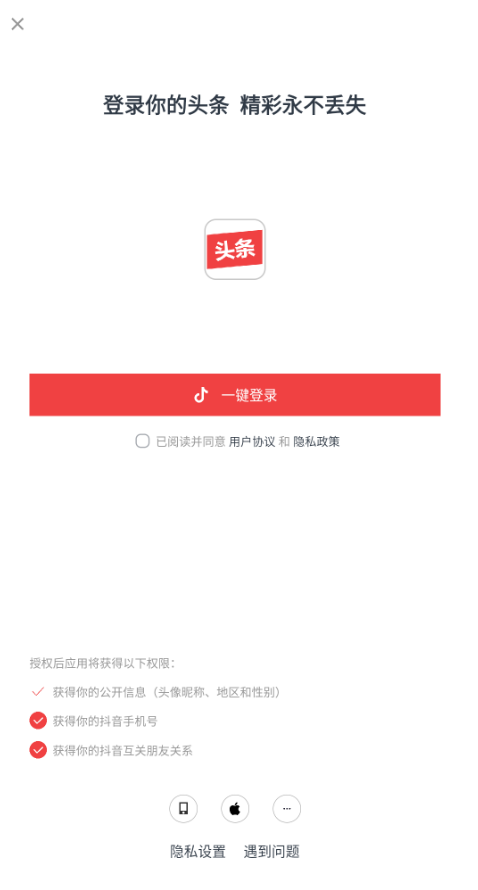 登录你的头条 精彩永不丢失
头条
一键登录
已阅读并同意 用户协议 和 隐私政策
授权后应用将获得以下权限：
获得你的公开信息（头像昵称、地区和性别）
获得你的抖音手机号
获得你的抖音互关朋友关系
隐私设置 遇到问题